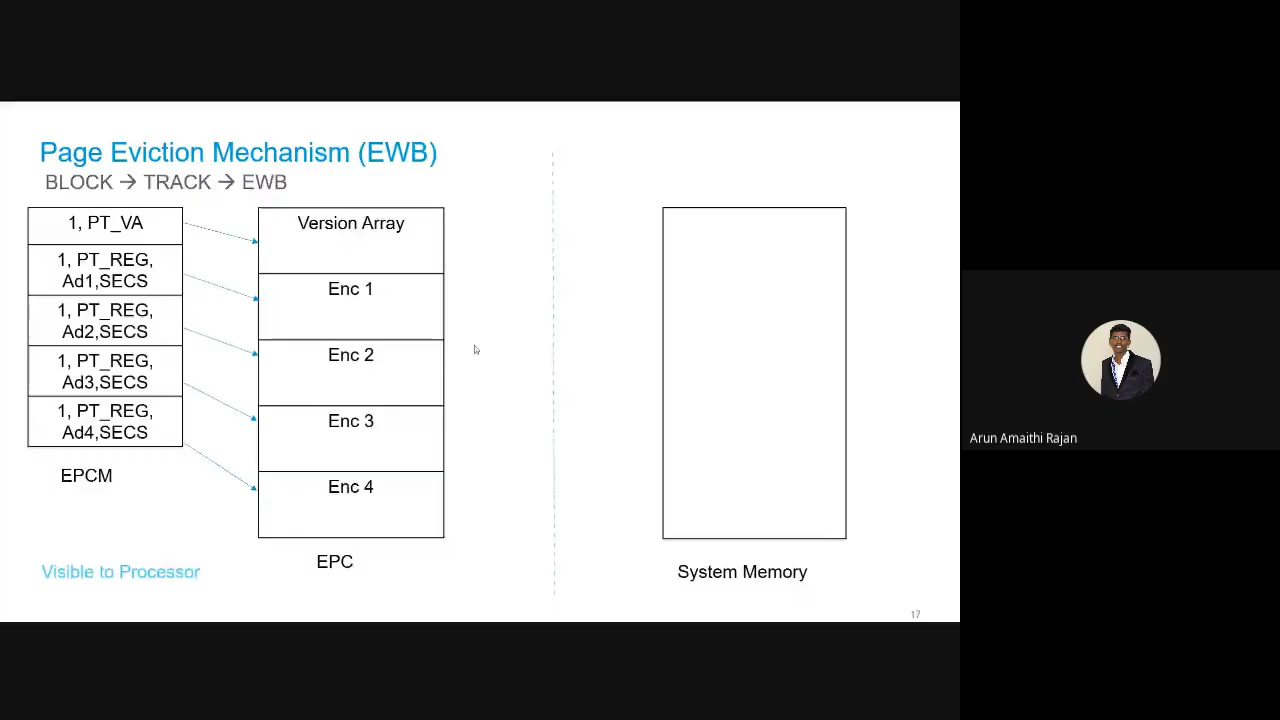 Page Eviction Mechanism (EWB)
BLOCK → TRACK → EWB
1, PT_VA
1, PT_REG,
Ad1,SECS
1, PT_REG,
Ad2,SECS
1, PT_REG,
Ad3,SECS
1, PT_REG,
Ad4,SECS
EPCM
Version Array
Enc 1
Enc 2
Enc 3
Enc 4
EPC
Visible to Processor
System Memory
17
Arun Amaithi Rajan